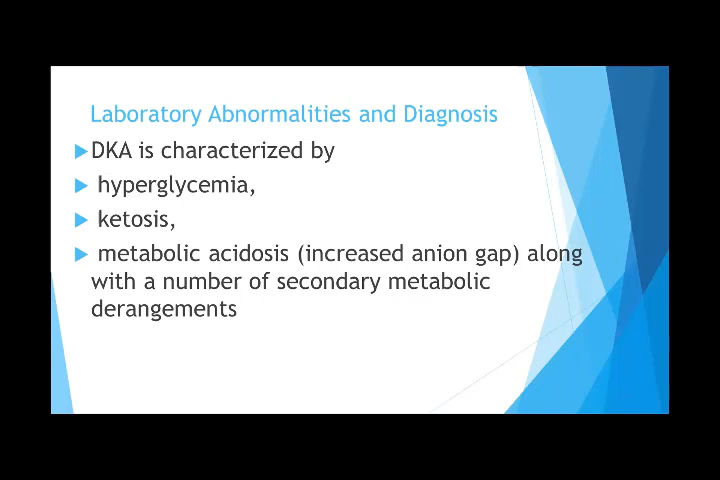 Laboratory Abnormalities and Diagnosis
DKA is characterized by
hyperglycemia,
ketosis,
metabolic acidosis (increased anion gap) along
with a number of secondary metabolic
derangements